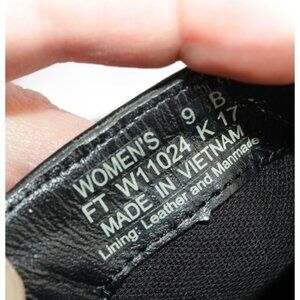 WOMEN'S 9 B
FT W11024 K 17
MADE IN VIETNAM
Lining: Leather and Manmade